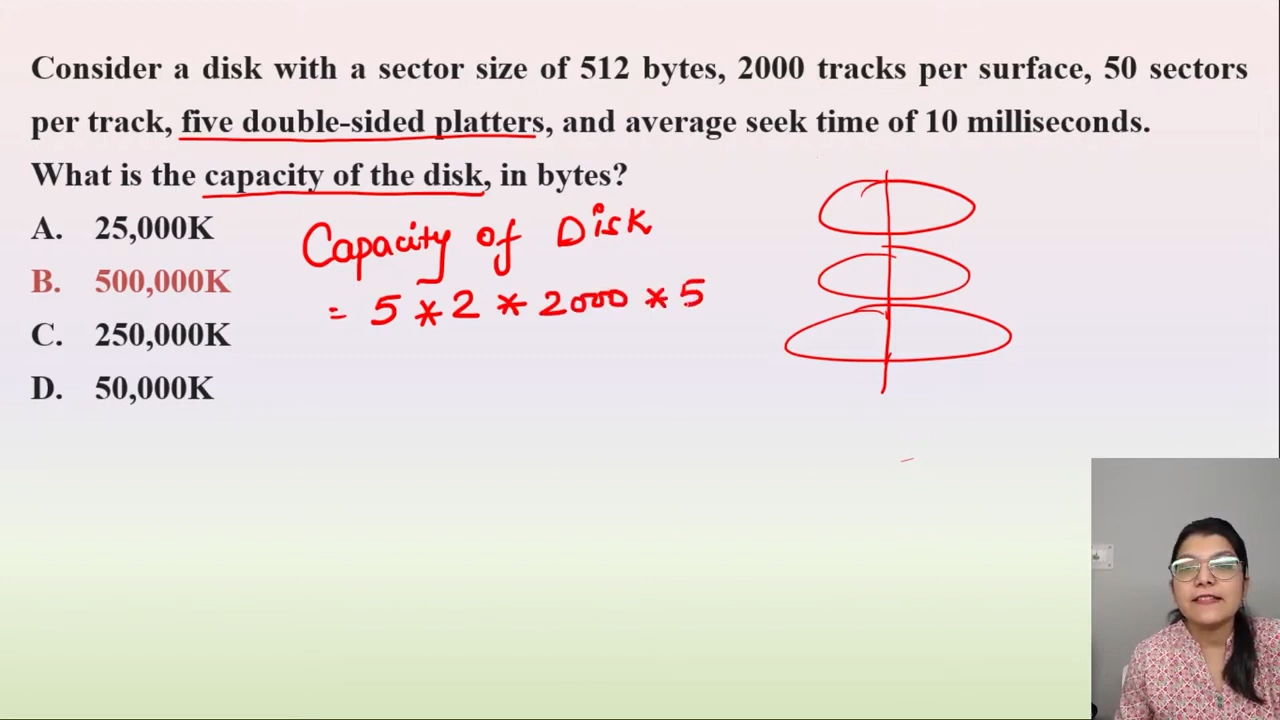 Consider a disk with a sector size of 512 bytes, 2000 tracks per surface, 50 sectors
per track, five double-sided platters, and average seek time of 10 milliseconds.
What is the capacity of the disk, in bytes?
A. 25,000K
B. 500,000K
C. 250,000K
D. 50,000K
Capacity of Disk
= 5 * 2 * 2000 * 5